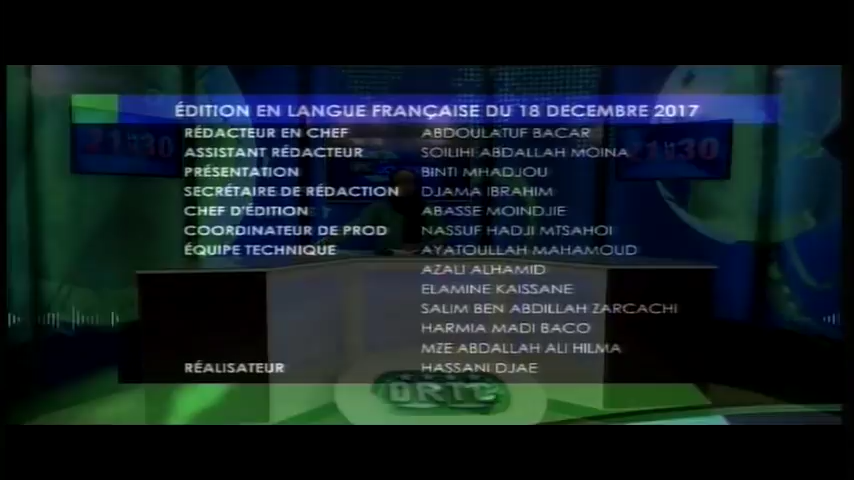 ÉDITION EN LANGUE FRANÇAISE DU 18 DECEMBRE 2017
RÉDACTEUR EN CHEF ABDOULATUF BACAR
ASSISTANT RÉDACTEUR SOILIHI ABDALLAH MOINA
PRÉSENTATION BINTI MHADJOU
SECRÉTAIRE DE RÉDACTION DJAMA IBRAHIM
CHEF D'ÉDITION ABASSE MOINDJIE
COORDINATEUR DE PROD NASSUF HADJI MTSAHOI
ÉQUIPE TECHNIQUE AYATOULLAH MAHAMOUD
AZALI ALHAMID
ELAMINE KAISSANE
SALIM BEN ABDILLAH ZARCACHI
HARMIA MADI BACO
MZE ABDALLAH ALI HILMA
RÉALISATEUR HASSANI DJAE
21H30
21H30
ORTC